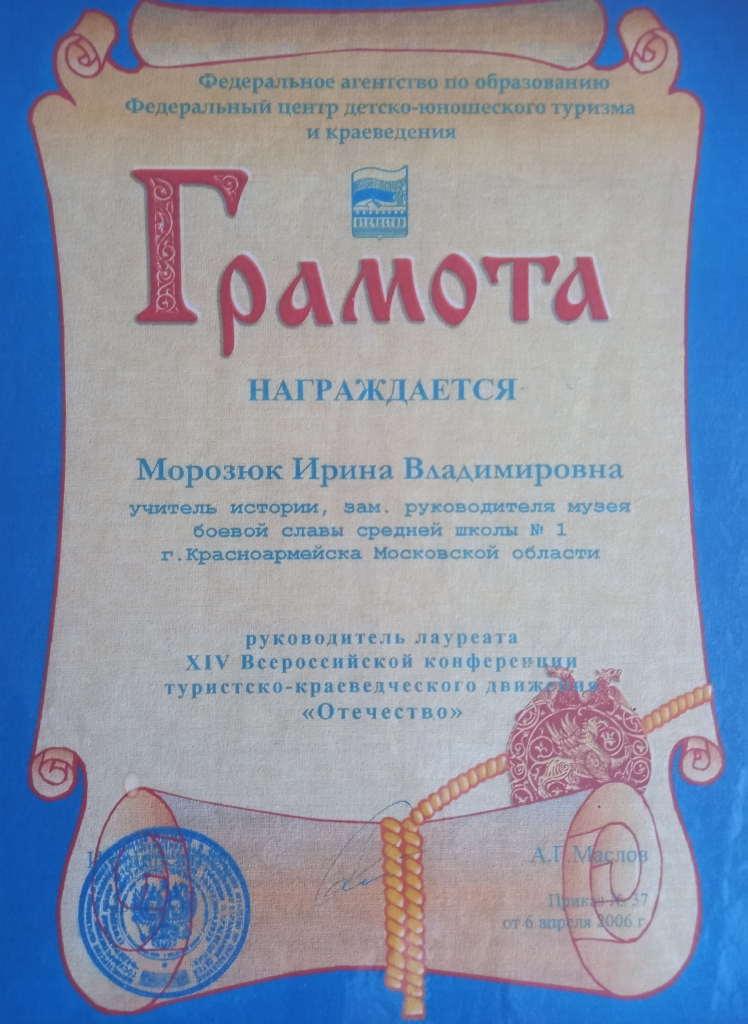 Федеральное агентство по образованию
Федеральный центр детско-юношеского туризма
и краеведения
ОТЕЧЕСТВО
Грамота
НАГРАЖДАЕТСЯ
Морозюк Ирина Владимировна
учитель истории, зам. руководителя музея
боевой славы средней школы № 1
г.Красноармейска Московской области
руководитель лауреата
XIV Всероссийской конференции
туристско-краеведческого движения
«Отечество»
А.Г.Маслов
Приказ № 37
от 6 апреля 2006 г.